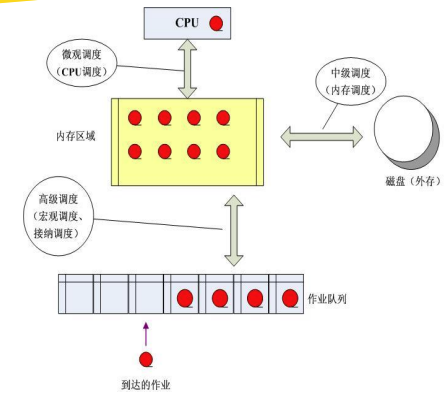 CPU
微观调度
（CPU调度）
中级调度
（内存调度）
内存区域
磁盘（外存）
高级调度
（宏观调度、
接纳调度）
作业队列
到达的作业